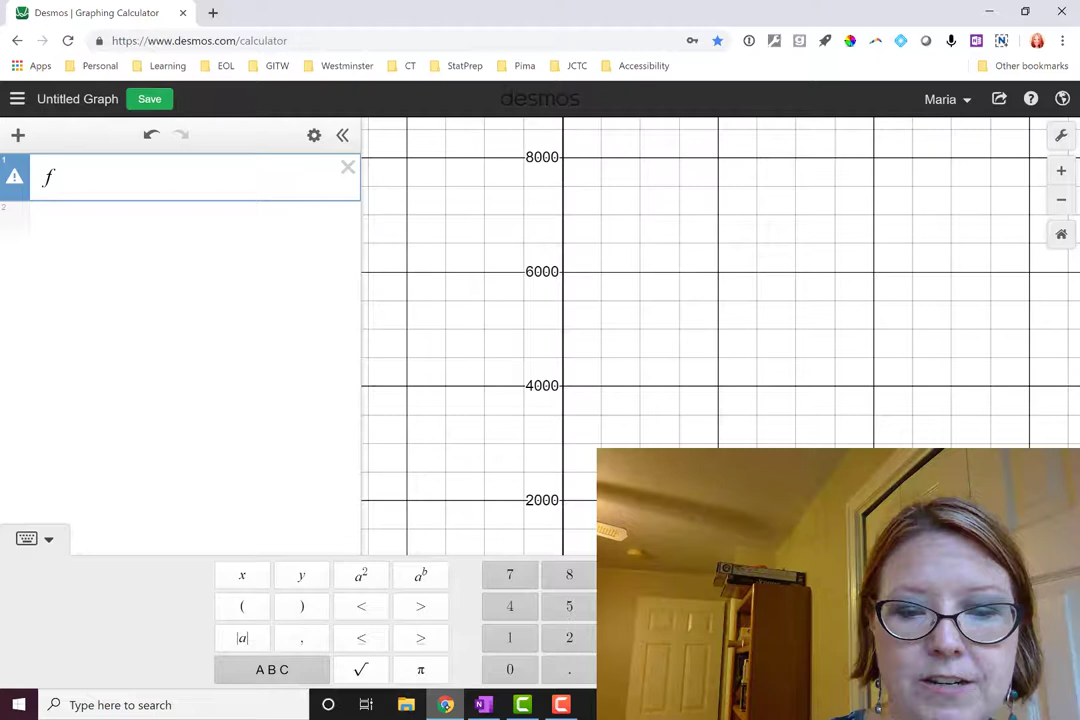 Desmos | Graphing Calculator
https://www.desmos.com/calculator
Apps Personal Learning EOL GITW Westminster CT StatPrep Pima JCTC Accessibility Other bookmarks
Untitled Graph Save desmos Maria
1
f
2
8000
6000
4000
2000
x y a² aᵇ 7 8
( ) < > 4 5
|a| , ≤ ≥ 1 2
A B C √ π 0 .
Type here to search